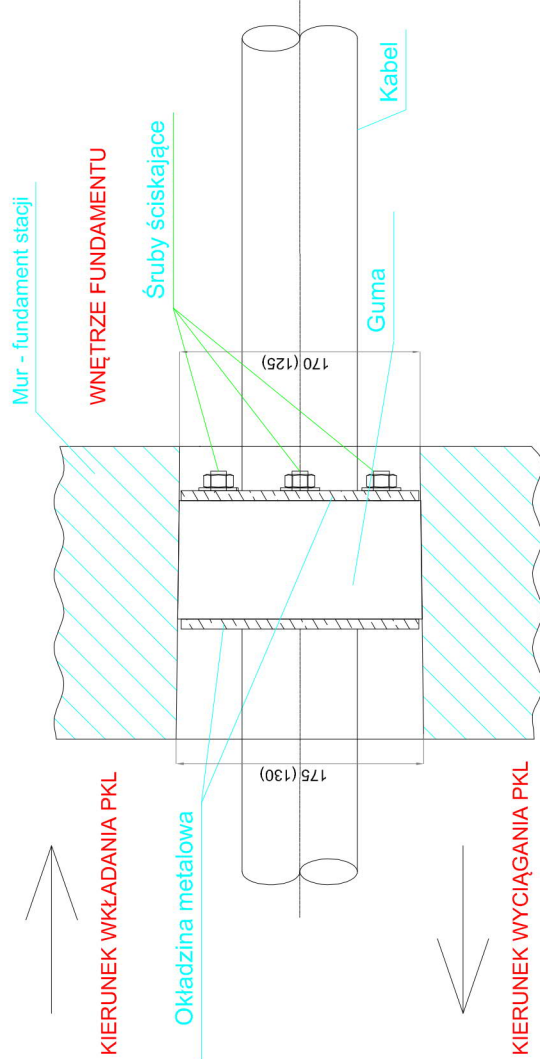 Mur - fundament stacji
WNĘTRZE FUNDAMENTU
Śruby ściskające
Kabel
Guma
170 (125)
175 (130)
KIERUNEK WKŁADANIA PKL
Okładzina metalowa
KIERUNEK WYCIĄGANIA PKL